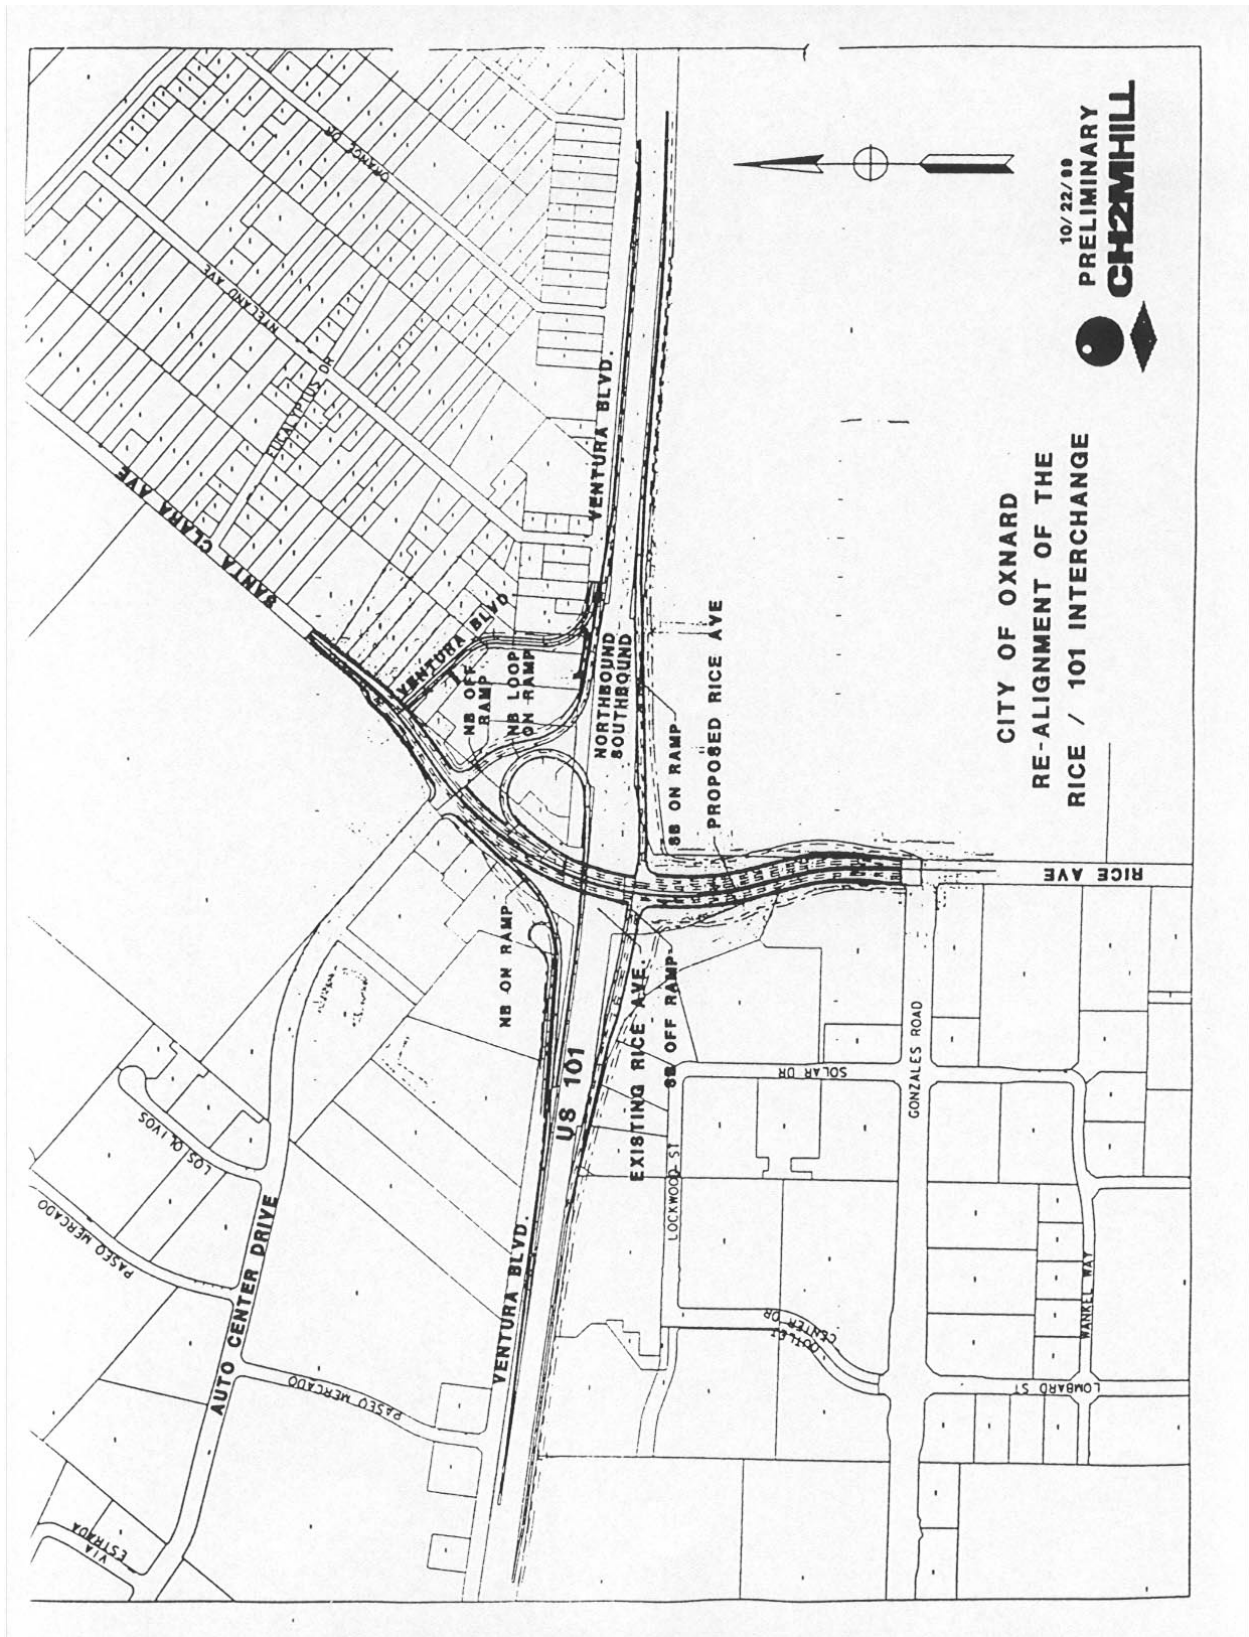 ORANGE DR
NYELAND AVE
EUCALYPTUS DR
SANTA CLARA AVE
VENTURA BLVD.
VENTURA BLVD
NB OFF
RAMP
NB LOOP
ON RAMP
NORTHBOUND
SOUTHBOUND
SB ON RAMP
PROPOSED RICE AVE
NB ON RAMP
EXISTING RICE AVE.
SB OFF RAMP
US 101
RICE AVE
GONZALES ROAD
SOLAR DR
LOCKWOOD ST
OUTLET
CENTER DR
WANKEL WAY
LOMBARD ST
LOS OLIVOS
PASEO MERCADO
AUTO CENTER DRIVE
VENTURA BLVD.
PASEO MERCADO
VIA
ESTRADA
CITY OF OXNARD
RE-ALIGNMENT OF THE
RICE / 101 INTERCHANGE
10/22/99
PRELIMINARY
CH2MHILL